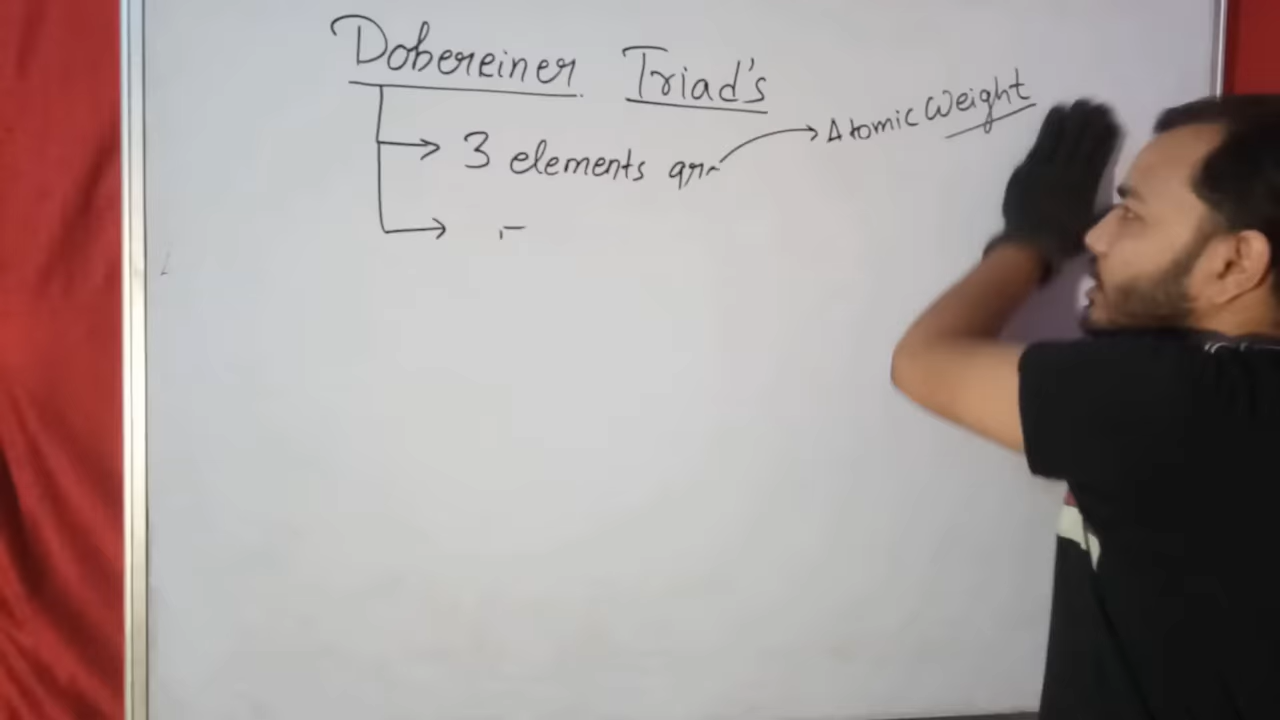 Dobereiner Triad's
→ 3 elements → Atomic Weight
→